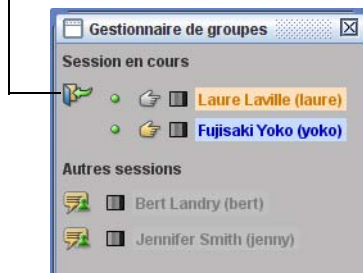 Gestionnaire de groupes
Session en cours
Laure Laville (laure)
Fujisaki Yoko (yoko)
Autres sessions
Bert Landry (bert)
Jennifer Smith (jenny)